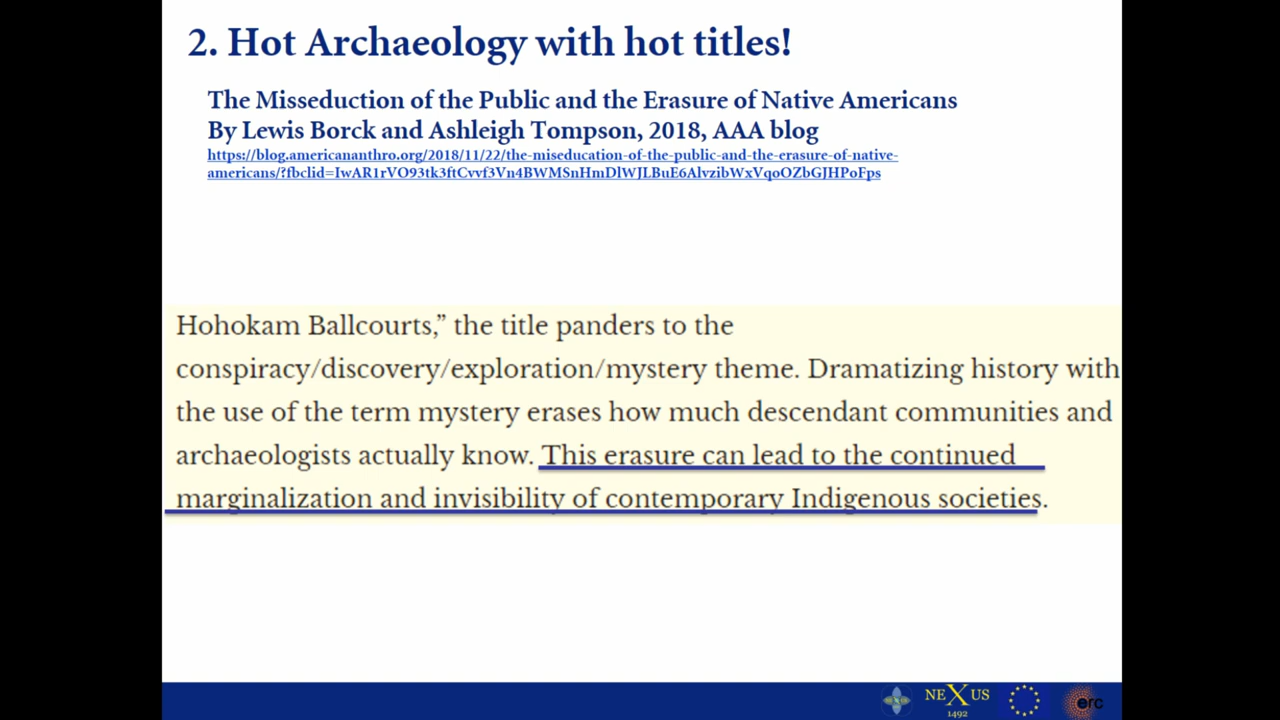 2. Hot Archaeology with hot titles!
The Misseduction of the Public and the Erasure of Native Americans
By Lewis Borck and Ashleigh Tompson, 2018, AAA blog
https://blog.americananthro.org/2018/11/22/the-miseducation-of-the-public-and-the-erasure-of-native-
americans/?fbclid=IwAR1rVO93tk3ftCvvf3Vn4BWMSnHmDlWJLBuE6AlvzibWxVqoOZbGJHPoFps
Hohokam Ballcourts,” the title panders to the
conspiracy/discovery/exploration/mystery theme. Dramatizing history with
the use of the term mystery erases how much descendant communities and
archaeologists actually know. This erasure can lead to the continued
marginalization and invisibility of contemporary Indigenous societies.
NEXUS
1492
erc